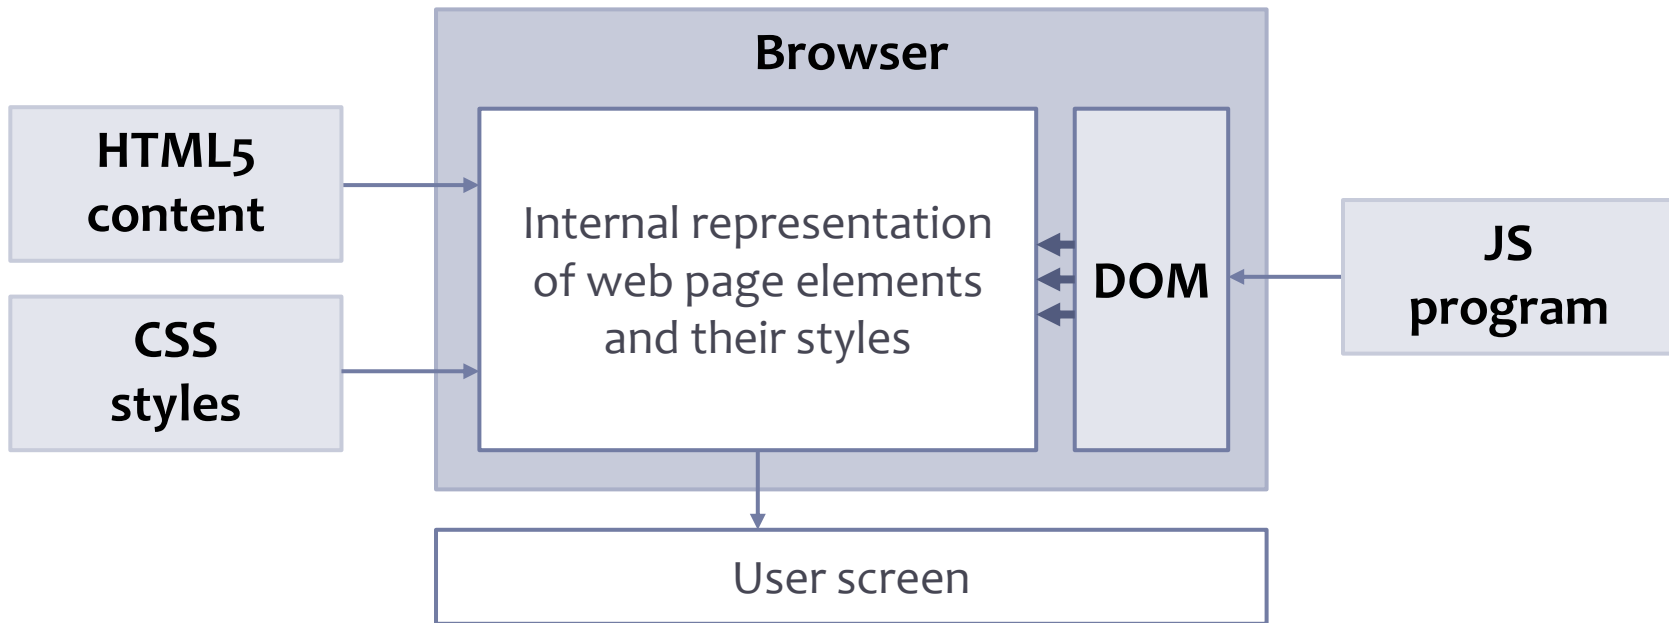 Browser
HTML5
content
CSS
styles
Internal representation
of web page elements
and their styles
DOM
JS
program
User screen